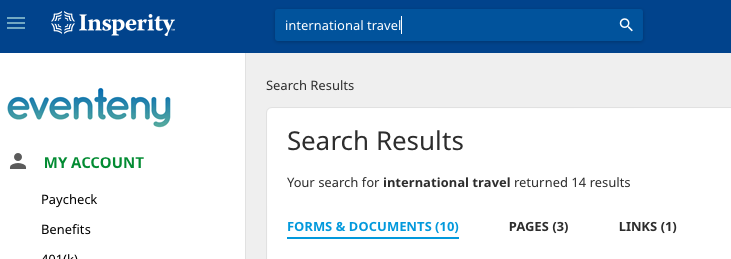 Insperity
international travel
Search Results
eventeny
Search Results
MY ACCOUNT
Your search for international travel returned 14 results
Paycheck
FORMS & DOCUMENTS (10) PAGES (3) LINKS (1)
Benefits
401(k)